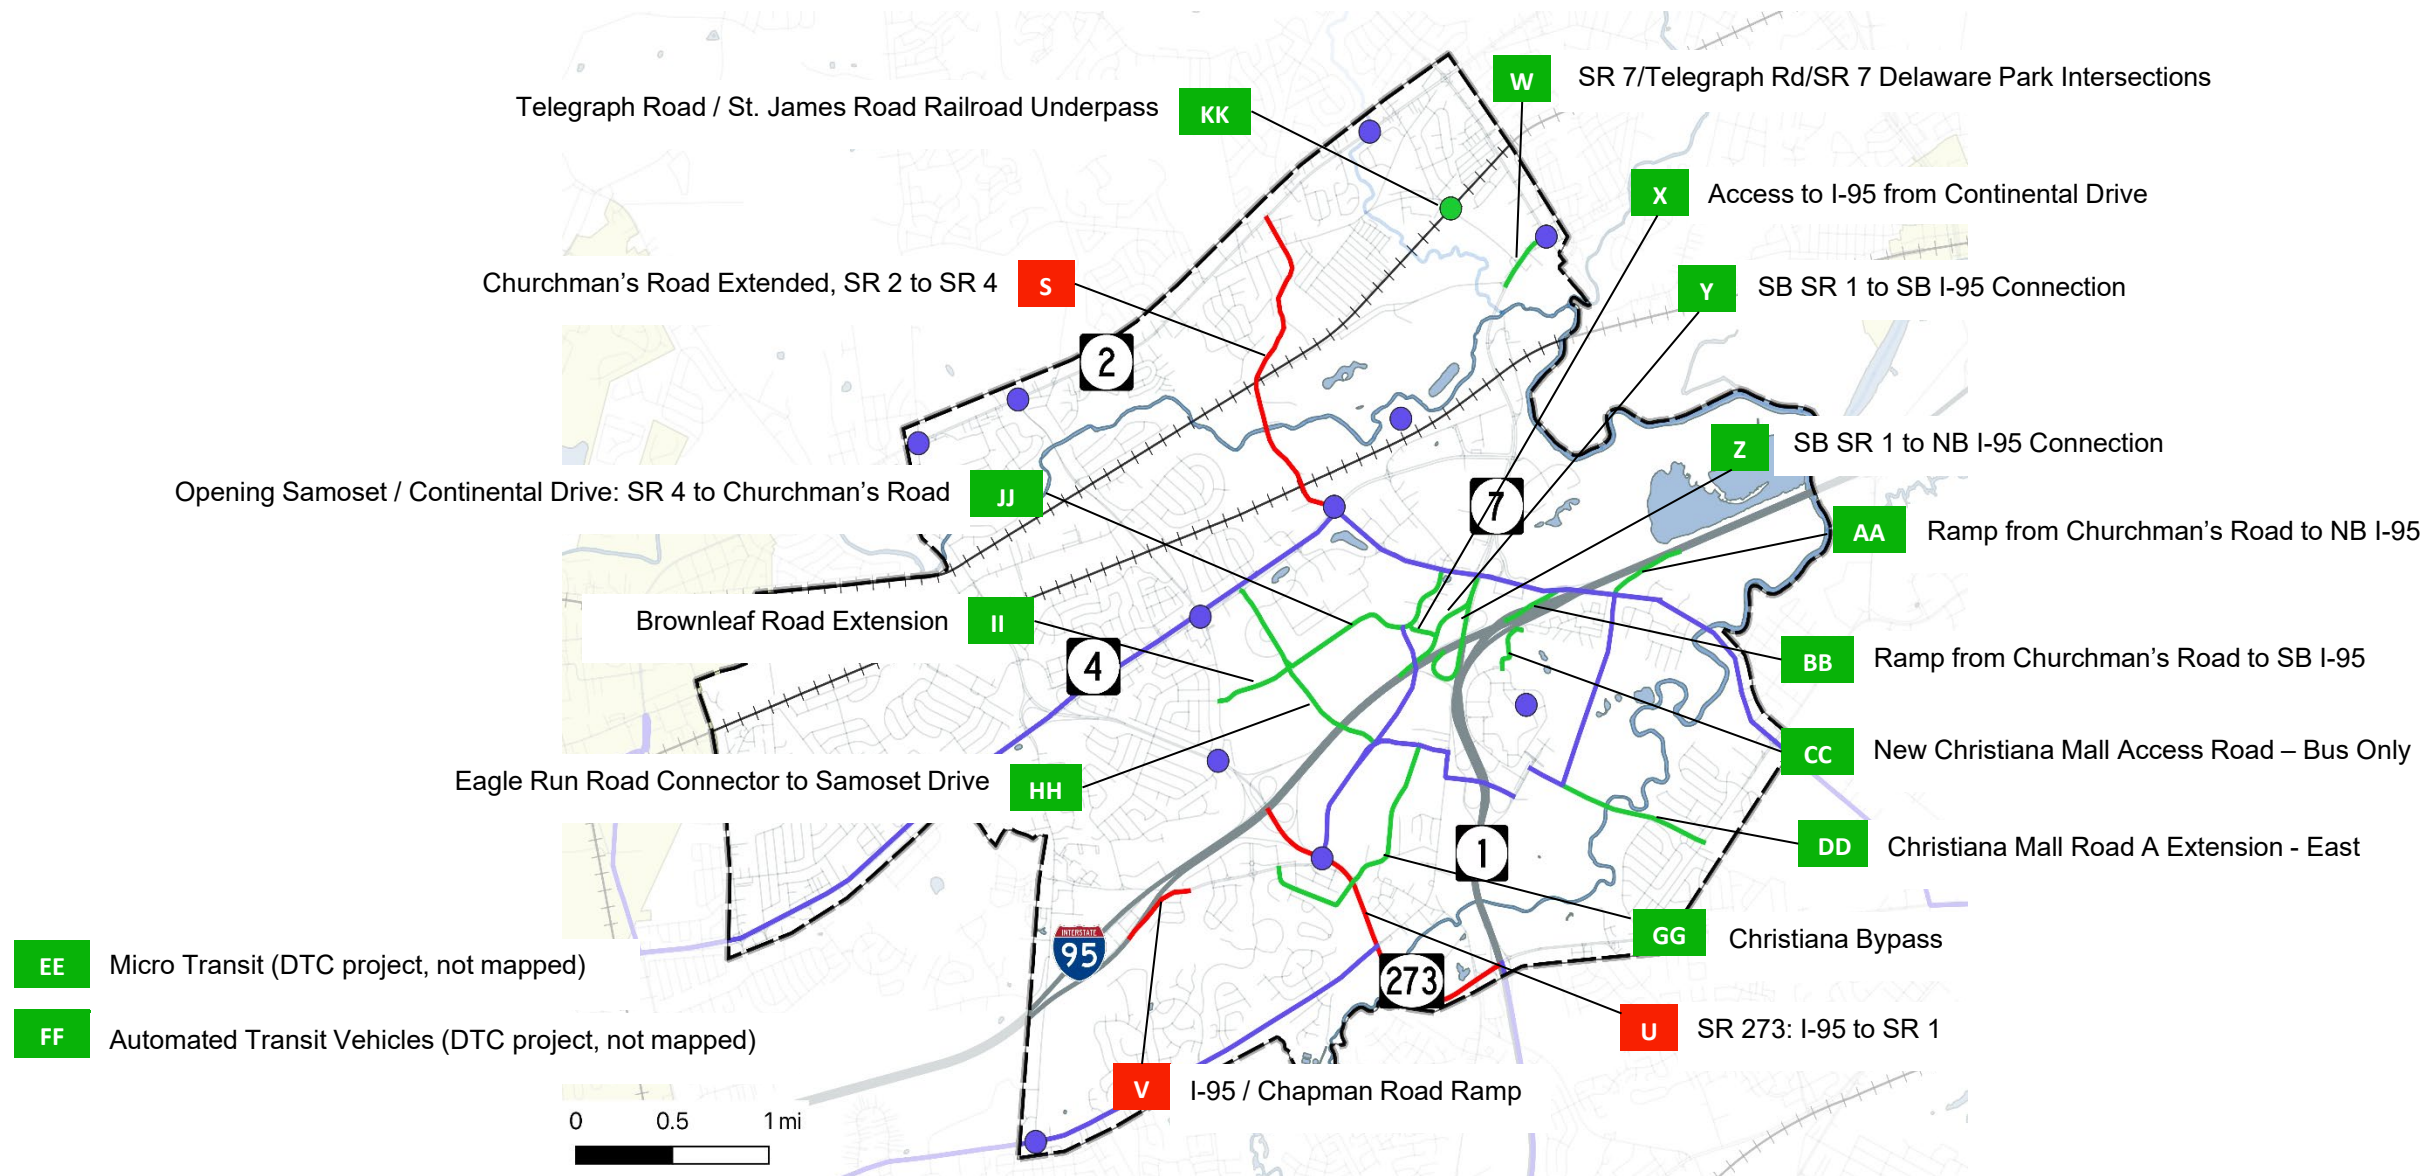 W SR 7/Telegraph Rd/SR 7 Delaware Park Intersections
Telegraph Road / St. James Road Railroad Underpass KK
X Access to I-95 from Continental Drive
Churchman’s Road Extended, SR 2 to SR 4 S
Y SB SR 1 to SB I-95 Connection
2
Z SB SR 1 to NB I-95 Connection
Opening Samoset / Continental Drive: SR 4 to Churchman’s Road JJ
7
AA Ramp from Churchman’s Road to NB I-95
Brownleaf Road Extension II
4
BB Ramp from Churchman’s Road to SB I-95
CC New Christiana Mall Access Road – Bus Only
Eagle Run Road Connector to Samoset Drive HH
1
DD Christiana Mall Road A Extension - East
GG Christiana Bypass
INTERSTATE
95
EE Micro Transit (DTC project, not mapped)
273
U SR 273: I-95 to SR 1
FF Automated Transit Vehicles (DTC project, not mapped)
V I-95 / Chapman Road Ramp
0 0.5 1 mi